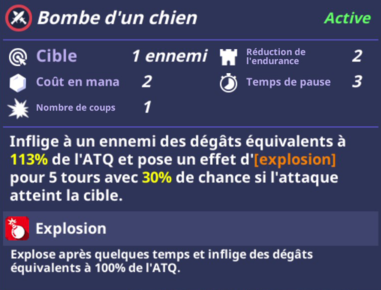 Bombe d'un chien Active
Cible 1 ennemi
Réduction de l'endurance 2
Coût en mana 2
Temps de pause 3
Nombre de coups 1
Inflige à un ennemi des dégâts équivalents à
113% de l'ATQ et pose un effet d'[explosion]
pour 5 tours avec 30% de chance si l'attaque
atteint la cible.
Explosion
Explose après quelques temps et inflige des dégâts
équivalents à 100% de l'ATQ.